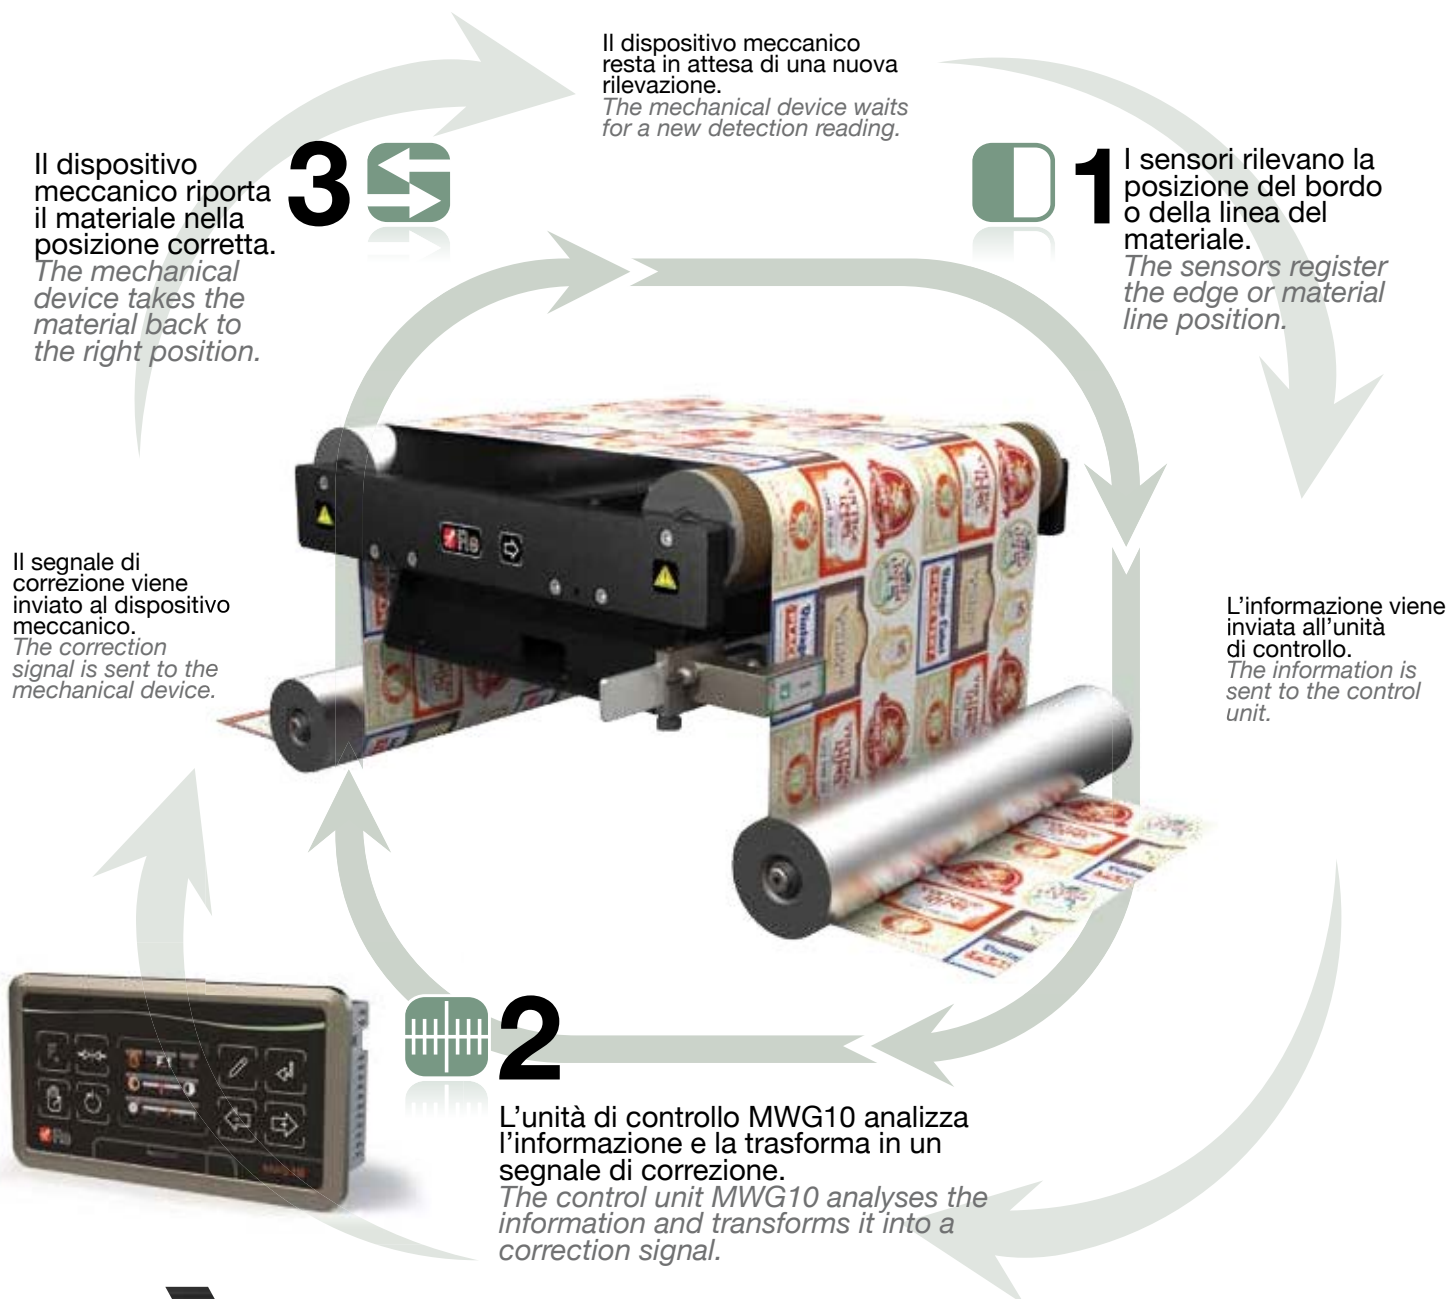 Il dispositivo meccanico
resta in attesa di una nuova
rilevazione.
The mechanical device waits
for a new detection reading.
3
Il dispositivo
meccanico riporta
il materiale nella
posizione corretta.
The mechanical
device takes the
material back to
the right position.
1
I sensori rilevano la
posizione del bordo
o della linea del
materiale.
The sensors register
the edge or material
line position.
Re
Il segnale di
correzione viene
inviato al dispositivo
meccanico.
The correction
signal is sent to the
mechanical device.
L'informazione viene
inviata all'unità
di controllo.
The information is
sent to the control
unit.
2
L'unità di controllo MWG10 analizza
l'informazione e la trasforma in un
segnale di correzione.
The control unit MWG10 analyses the
information and transforms it into a
correction signal.
Re